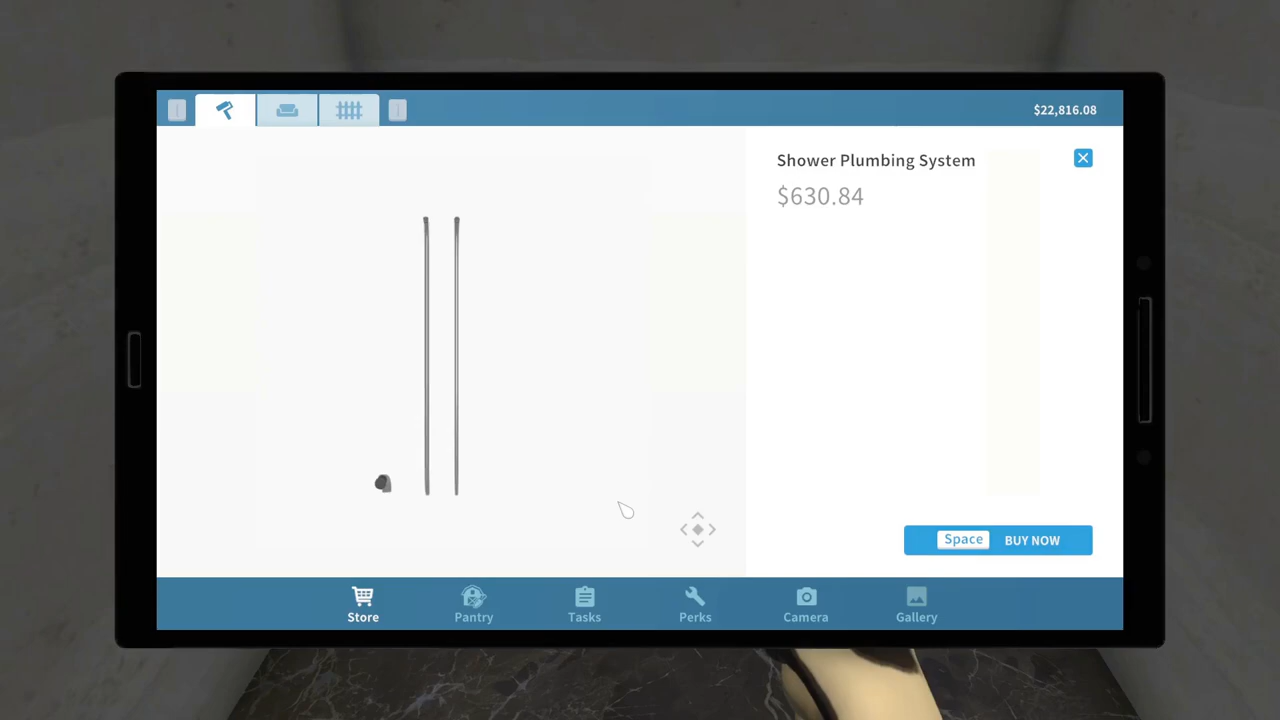 $22,816.08
Shower Plumbing System
$630.84
Space BUY NOW
Store Pantry Tasks Perks Camera Gallery